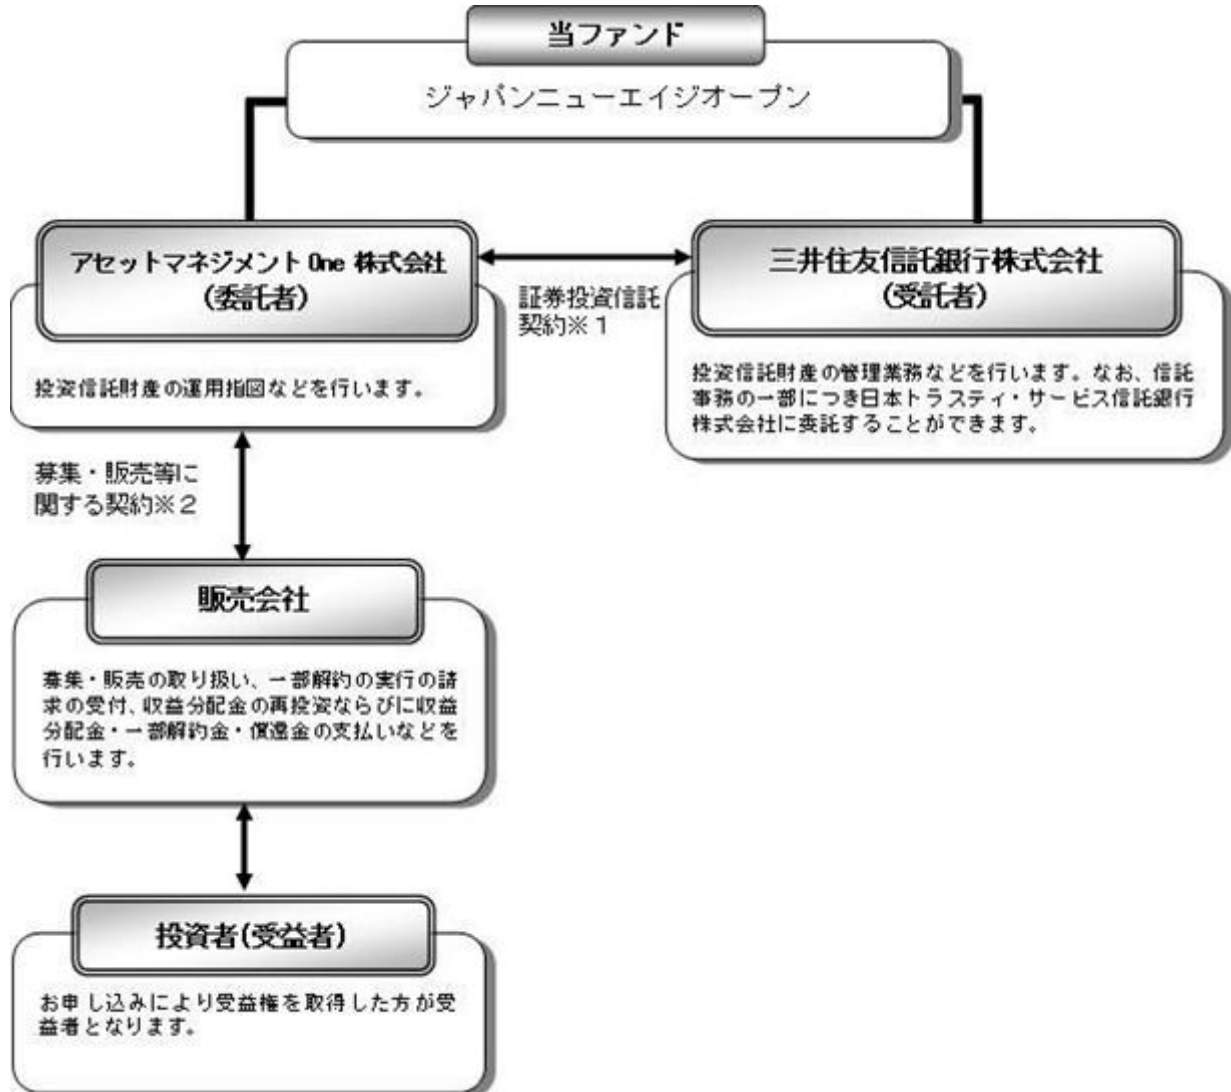 当ファンド
ジャパンニューエイジオープン
アセットマネジメントOne 株式会社
(委託者)
投資信託財産の運用指図などを行います。
証券投資信託
契約※1
三井住友信託銀行株式会社
(受託者)
投資信託財産の管理業務などを行います。なお、信託
事務の一部につき日本トラスティ・サービス信託銀行
株式会社に委託することができます。
募集・販売等に
関する契約※2
販売会社
募集・販売の取り扱い、一部解約の実行の請
求の受付、収益分配金の再投資ならびに収益
分配金・一部解約金・償還金の支払いなどを
行います。
投資者(受益者)
お申し込みにより受益権を取得した方が受
益者となります。